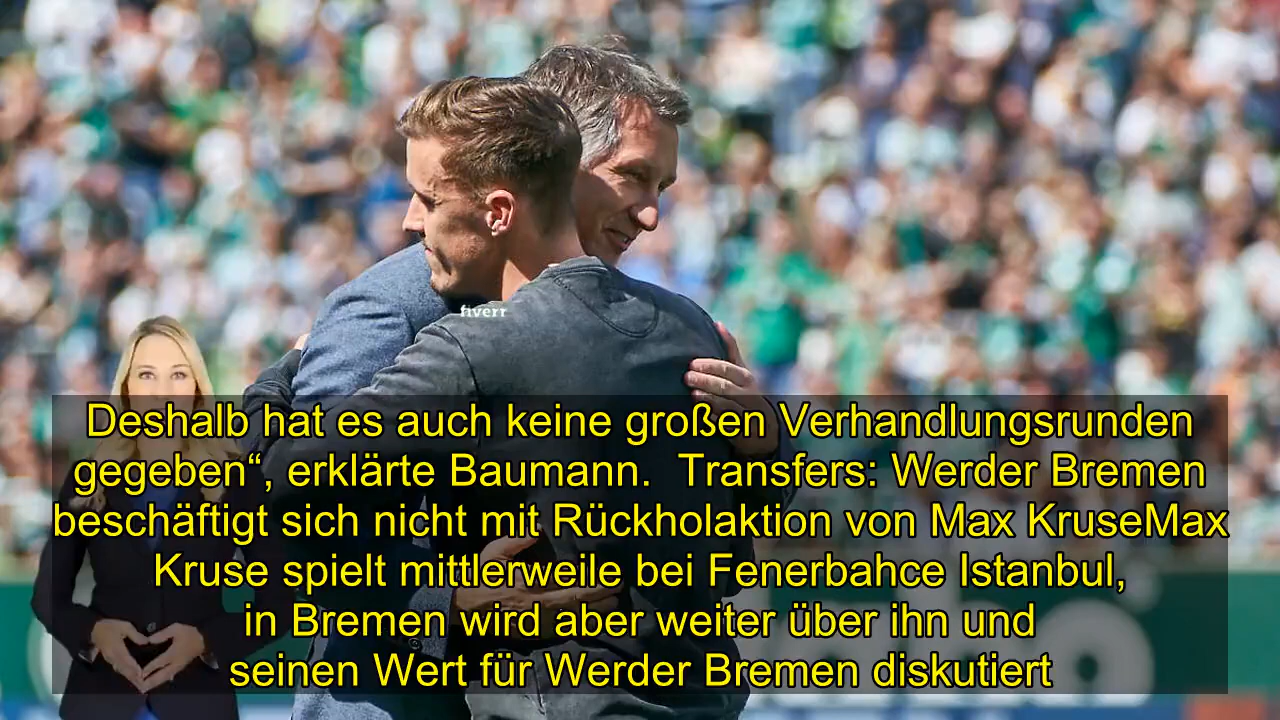 fiverr
Deshalb hat es auch keine großen Verhandlungsrunden
gegeben“, erklärte Baumann.  Transfers: Werder Bremen
beschäftigt sich nicht mit Rückholaktion von Max KruseMax
Kruse spielt mittlerweile bei Fenerbahce Istanbul,
in Bremen wird aber weiter über ihn und
seinen Wert für Werder Bremen diskutiert